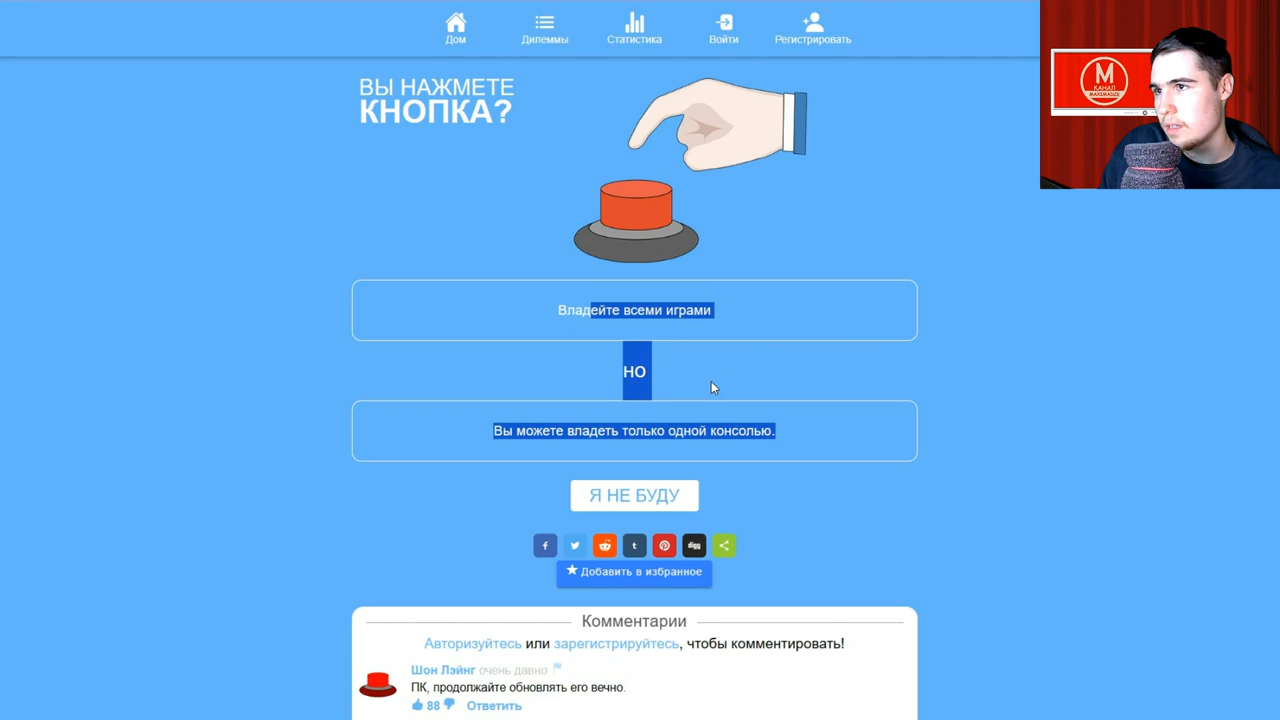 Дом
Дилеммы
Статистика
Войти
Регистрировать
ВЫ НАЖМЕТЕ
КНОПКА?
М
КАНАЛ
MAXIMADZE
Владейте всеми играми
НО
Вы можете владеть только одной консолью.
Я НЕ БУДУ
f
t
digg
Добавить в избранное
Комментарии
Авторизуйтесь или зарегистрируйтесь, чтобы комментировать!
Шон Лэйнг очень давно
ПК, продолжайте обновлять его вечно.
88 Ответить